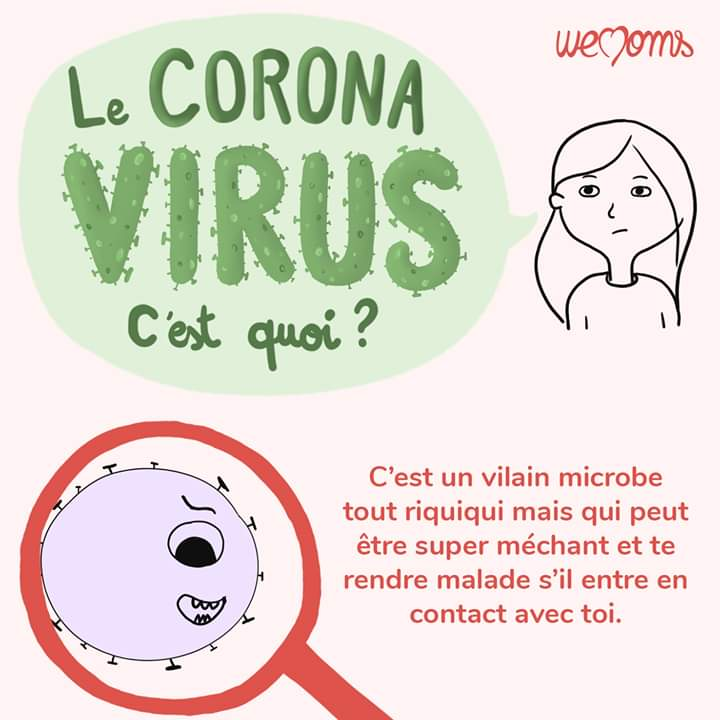 weMoms
Le CORONA
VIRUS
C'est quoi ?
C'est un vilain microbe
tout riquiqui mais qui peut
être super méchant et te
rendre malade s'il entre en
contact avec toi.